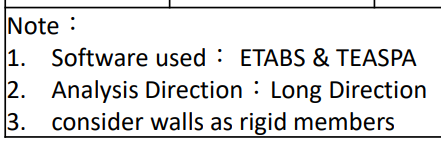 Note：
1. Software used： ETABS & TEASPA
2. Analysis Direction：Long Direction
3. consider walls as rigid members